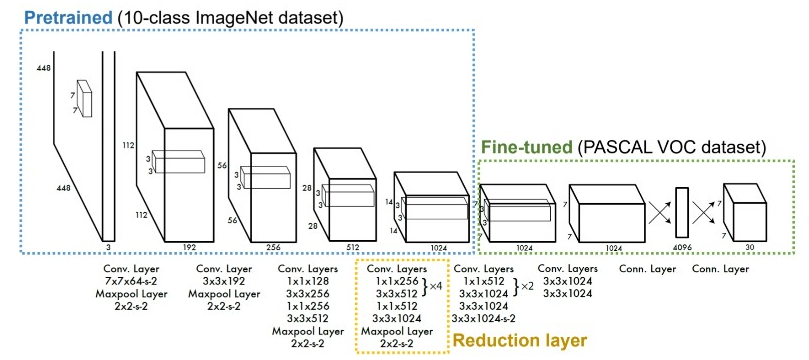 Pretrained (10-class ImageNet dataset)
448
7
7
448
3
112
3
3
112
192
56
3
3
56
256
28
3
3
28
512
14
3
3
14
1024
Fine-tuned (PASCAL VOC dataset)
3
3
7
7
1024
7
7
1024
4096
7
7
30
Conv. Layer
7x7x64-s-2
Maxpool Layer
2x2-s-2
Conv. Layer
3x3x192
Maxpool Layer
2x2-s-2
Conv. Layers
1x1x128
3x3x256
1x1x256
3x3x512
Maxpool Layer
2x2-s-2
Conv. Layers
1x1x256
3x3x512
}×4
1x1x512
3x3x1024
Maxpool Layer
2x2-s-2
Conv. Layers
1x1x512
3x3x1024
}×2
3x3x1024
3x3x1024-s-2
Conv. Layers
3x3x1024
3x3x1024
Conn. Layer
Conn. Layer
Reduction layer